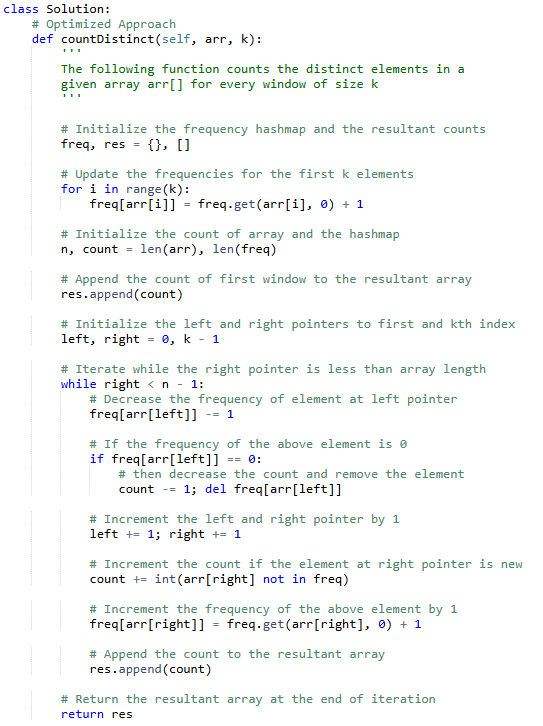 class Solution:
    # Optimized Approach
    def countDistinct(self, arr, k):
        '''
        The following function counts the distinct elements in a
        given array arr[] for every window of size k
        '''

        # Initialize the frequency hashmap and the resultant counts
        freq, res = {}, []

        # Update the frequencies for the first k elements
        for i in range(k):
            freq[arr[i]] = freq.get(arr[i], 0) + 1

        # Initialize the count of array and the hashmap
        n, count = len(arr), len(freq)

        # Append the count of first window to the resultant array
        res.append(count)

        # Initialize the left and right pointers to first and kth index
        left, right = 0, k - 1

        # Iterate while the right pointer is less than array length
        while right < n - 1:
            # Decrease the frequency of element at left pointer
            freq[arr[left]] -= 1

            # If the frequency of the above element is 0
            if freq[arr[left]] == 0:
                # then decrease the count and remove the element
                count -= 1; del freq[arr[left]]

            # Increment the left and right pointer by 1
            left += 1; right += 1

            # Increment the count if the element at right pointer is new
            count += int(arr[right] not in freq)

            # Increment the frequency of the above element by 1
            freq[arr[right]] = freq.get(arr[right], 0) + 1

            # Append the count to the resultant array
            res.append(count)

        # Return the resultant array at the end of iteration
        return res